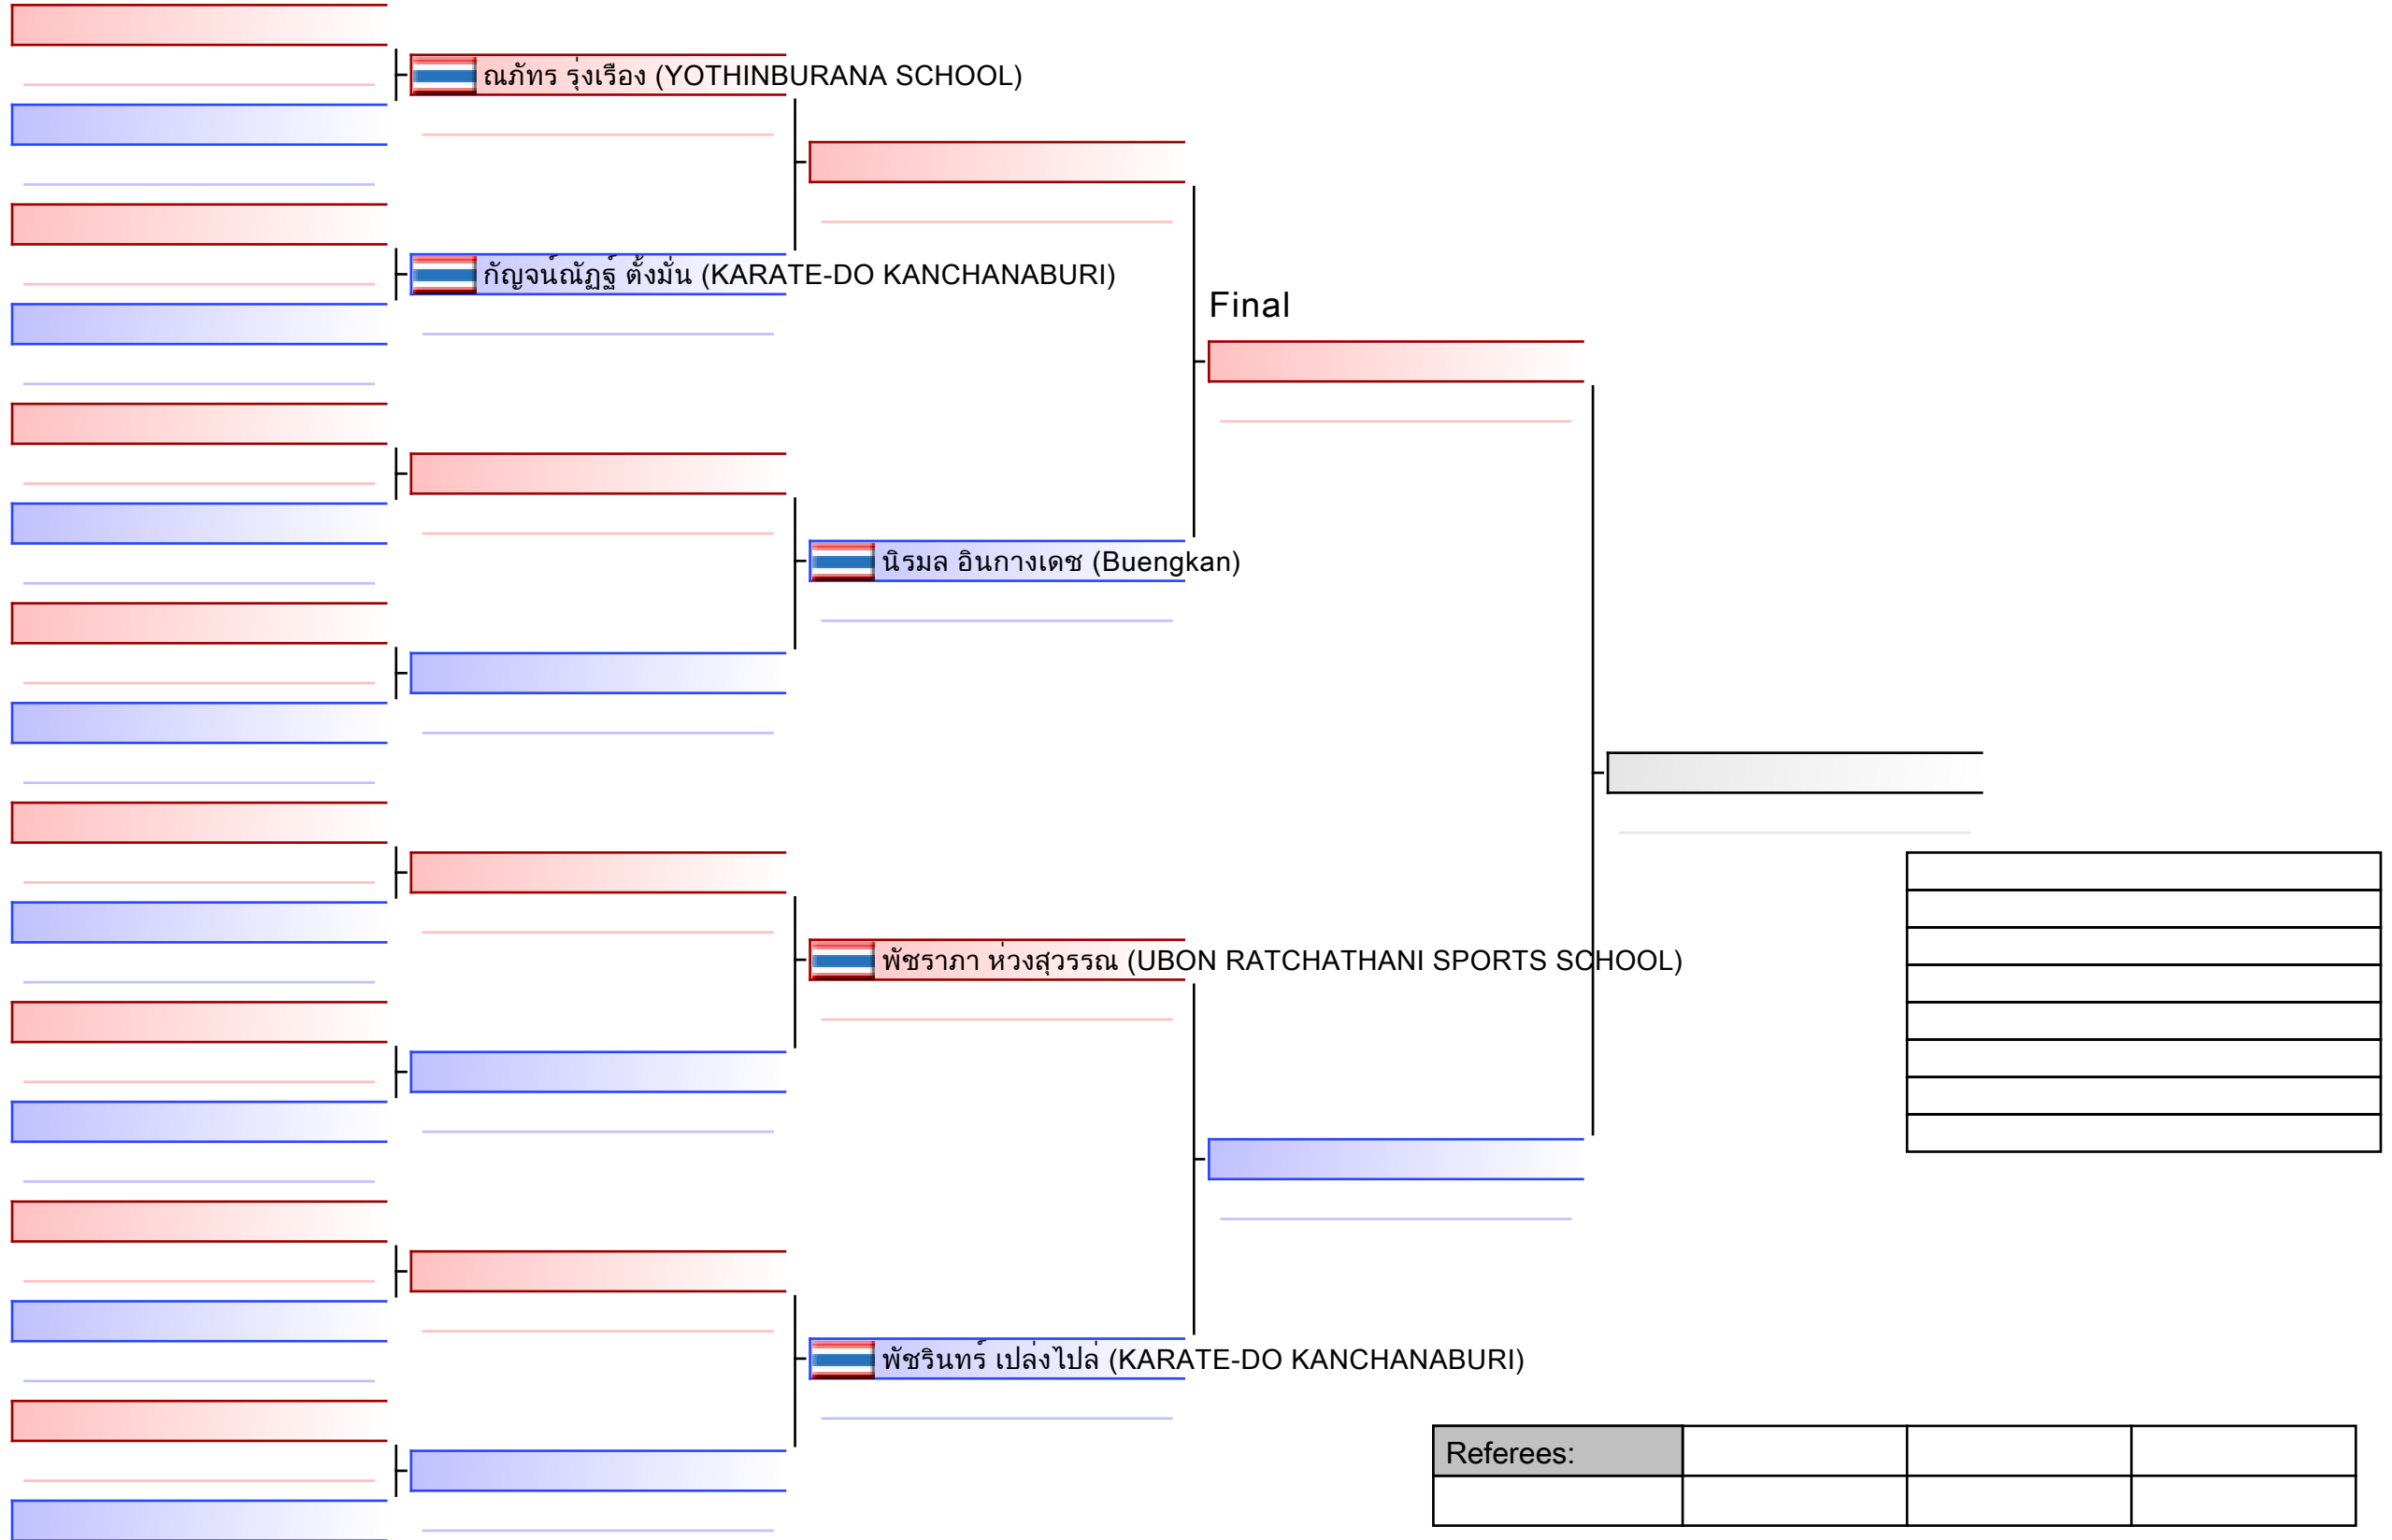 ณภัทร รุ่งเรือง (YOTHINBURANA SCHOOL)
กัญจน์ณัฏฐ์ ตั้งมั่น (KARATE-DO KANCHANABURI)
Final
นิรมล อินกางเดช (Buengkan)
พัชราภา ห่วงสุวรรณ (UBON RATCHATHANI SPORTS SCHOOL)
พัชรินทร์ เปล่งไปล่ (KARATE-DO KANCHANABURI)
Referees: